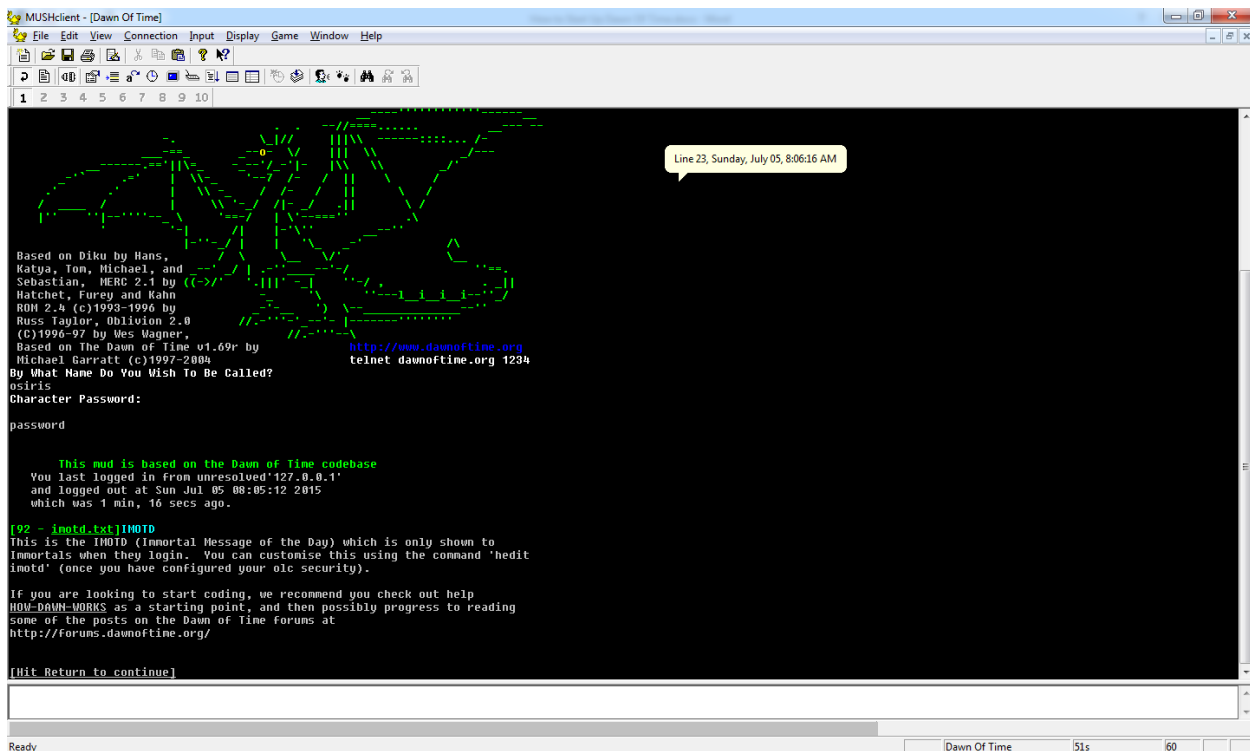 MUSHclient - [Dawn Of Time]
File Edit View Connection Input Display Game Window Help
1 2 3 4 5 6 7 8 9 10
Line 23, Sunday, July 05, 8:06:16 AM
Based on Diku by Hans,
Katya, Tom, Michael, and
Sebastian, MERC 2.1 by
Hatchet, Furey and Kahn
ROM 2.4 (c)1993-1996 by
Russ Taylor, Oblivion 2.0
(C)1996-97 by Wes Wagner,
Based on The Dawn of Time v1.69r by http://www.dawnoftime.org
Michael Garratt (c)1997-2004 telnet dawnoftime.org 1234
By What Name Do You Wish To Be Called?
osiris
Character Password:
password
This mud is based on the Dawn of Time codebase
You last logged in from unresolved'127.0.0.1'
and logged out at Sun Jul 05 08:05:12 2015
which was 1 min, 16 secs ago.
[92 - imotd.txt]IMOTD
This is the IMOTD (Immortal Message of the Day) which is only shown to
Immortals when they login. You can customise this using the command 'hedit
imotd' (once you have configured your olc security).
If you are looking to start coding, we recommend you check out help
HOW-DAWN-WORKS as a starting point, and then possibly progress to reading
some of the posts on the Dawn of Time forums at
http://forums.dawnoftime.org/
[Hit Return to continue]
Ready Dawn Of Time 51s 60